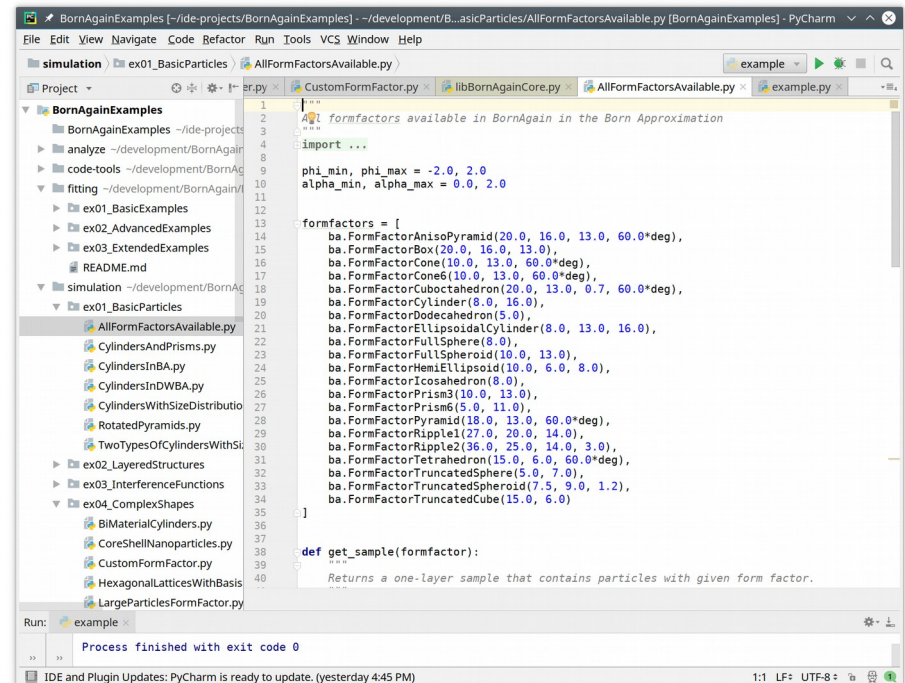 BornAgainExamples [~/ide-projects/BornAgainExamples] - ~/development/B...asicParticles/AllFormFactorsAvailable.py [BornAgainExamples] - PyCharm
File Edit View Navigate Code Refactor Run Tools VCS Window Help
simulation ex01_BasicParticles AllFormFactorsAvailable.py example
Project er.py CustomFormFactor.py libBornAgainCore.py AllFormFactorsAvailable.py example.py
BornAgainExamples
BornAgainExamples ~/ide-projects
analyze ~/development/BornAgain
code-tools ~/development/BornAg
fitting ~/development/BornAgain/
ex01_BasicExamples
ex02_AdvancedExamples
ex03_ExtendedExamples
README.md
simulation ~/development/BornAg
ex01_BasicParticles
AllFormFactorsAvailable.py
CylindersAndPrisms.py
CylindersInBA.py
CylindersInDWBA.py
CylindersWithSizeDistributio
RotatedPyramids.py
TwoTypesOfCylindersWithSi
ex02_LayeredStructures
ex03_InterferenceFunctions
ex04_ComplexShapes
BiMaterialCylinders.py
CoreShellNanoparticles.py
CustomFormFactor.py
HexagonalLatticesWithBasis
LargeParticlesFormFactor.py
1 """
2 All formfactors available in BornAgain in the Born Approximation
3 """
4 import ...
8
9 phi_min, phi_max = -2.0, 2.0
10 alpha_min, alpha_max = 0.0, 2.0
11
12
13 formfactors = [
14 ba.FormFactorAnisoPyramid(20.0, 16.0, 13.0, 60.0*deg),
15 ba.FormFactorBox(20.0, 16.0, 13.0),
16 ba.FormFactorCone(10.0, 13.0, 60.0*deg),
17 ba.FormFactorCone6(10.0, 13.0, 60.0*deg),
18 ba.FormFactorCuboctahedron(20.0, 13.0, 0.7, 60.0*deg),
19 ba.FormFactorCylinder(8.0, 16.0),
20 ba.FormFactorDodecahedron(5.0),
21 ba.FormFactorEllipsoidalCylinder(8.0, 13.0, 16.0),
22 ba.FormFactorFullSphere(8.0),
23 ba.FormFactorFullSpheroid(10.0, 13.0),
24 ba.FormFactorHemiEllipsoid(10.0, 6.0, 8.0),
25 ba.FormFactorIcosahedron(8.0),
26 ba.FormFactorPrism3(10.0, 13.0),
27 ba.FormFactorPrism6(5.0, 11.0),
28 ba.FormFactorPyramid(18.0, 13.0, 60.0*deg),
29 ba.FormFactorRipple1(27.0, 20.0, 14.0),
30 ba.FormFactorRipple2(36.0, 25.0, 14.0, 3.0),
31 ba.FormFactorTetrahedron(15.0, 6.0, 60.0*deg),
32 ba.FormFactorTruncatedSphere(5.0, 7.0),
33 ba.FormFactorTruncatedSpheroid(7.5, 9.0, 1.2),
34 ba.FormFactorTruncatedCube(15.0, 6.0)
35 ]
36
37
38 def get_sample(formfactor):
39 """
40 Returns a one-layer sample that contains particles with given form factor.
Run: example
Process finished with exit code 0
IDE and Plugin Updates: PyCharm is ready to update. (yesterday 4:45 PM) 1:1 LF UTF-8 1